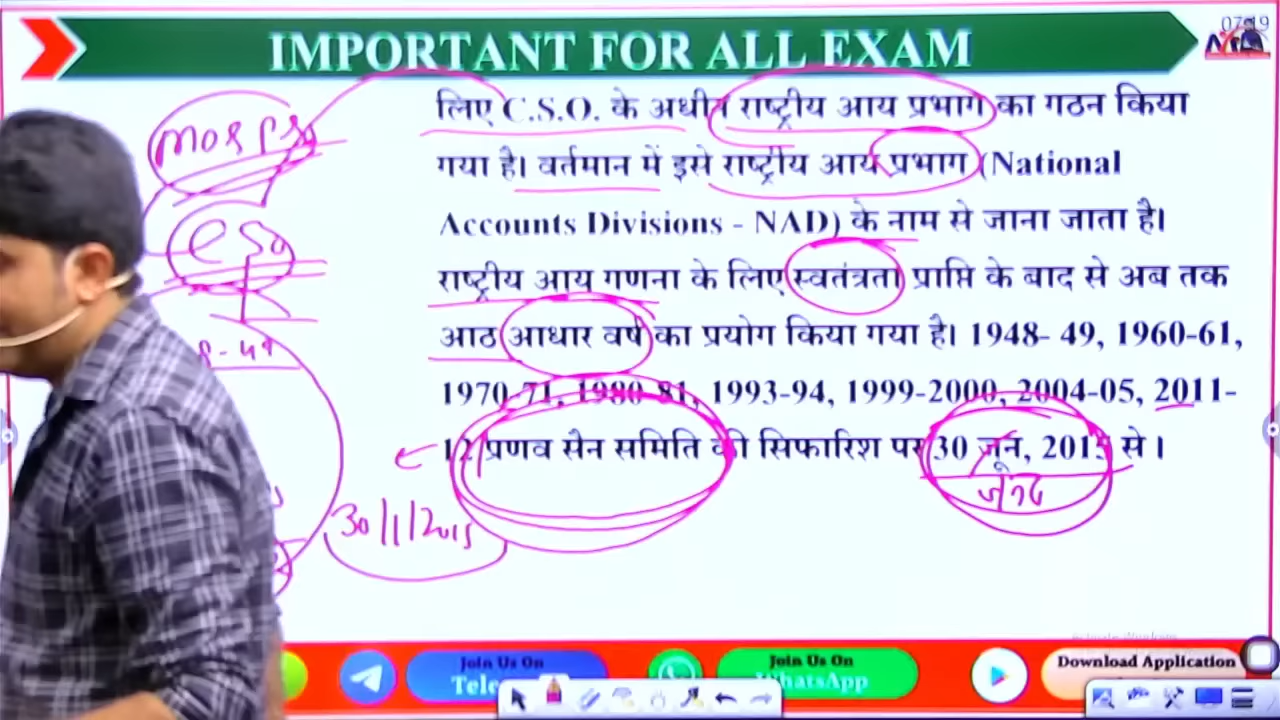 IMPORTANT FOR ALL EXAM
07:19
लिए C.S.O. के अधीन राष्ट्रीय आय प्रभाग का गठन किया
गया है। वर्तमान में इसे राष्ट्रीय आय प्रभाग (National
Accounts Divisions - NAD) के नाम से जाना जाता है।
राष्ट्रीय आय गणना के लिए स्वतंत्रता प्राप्ति के बाद से अब तक
आठ आधार वर्ष का प्रयोग किया गया है। 1948- 49, 1960-61,
1970-71, 1980-81, 1993-94, 1999-2000, 2004-05, 2011-
12 प्रणव सैन समिति की सिफारिश पर 30 जून, 2015 से।
CSO
30/1/2015
Join Us On
Join Us On
WhatsApp
Download Application